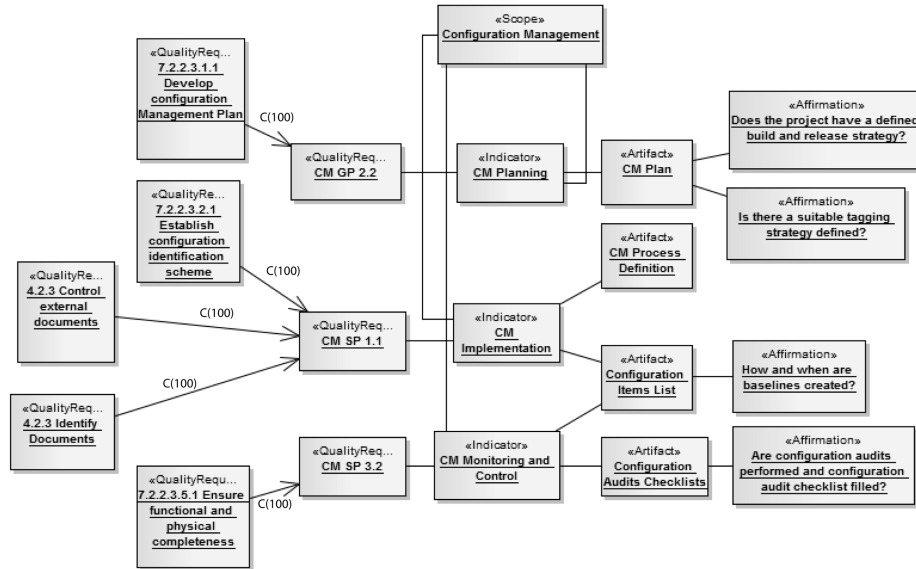 «Scope»
Configuration Management
«QualityReq...
7.2.2.3.1.1
Develop
configuration
Management Plan
C(100)
«QualityReq...
CM GP 2.2
«Indicator»
CM Planning
«Artifact»
CM Plan
«Affirmation»
Does the project have a defined
build and release strategy?
«Affirmation»
Is there a suitable tagging
strategy defined?
«QualityRe...
7.2.2.3.2.1
Establish
configuration
identification
scheme
C(100)
«Artifact»
CM Process
Definition
«QualityRe...
4.2.3 Control
external
documents
C(100)
«QualityReq...
CM SP 1.1
«Indicator»
CM
Implementation
C(100)
«QualityReq...
4.2.3 Identify
Documents
«Artifact»
Configuration
Items List
«Affirmation»
How and when are
baselines created?
«QualityReq...
CM SP 3.2
«Indicator»
CM Monitoring and
Control
«Artifact»
Configuration
Audits Checklists
«Affirmation»
Are configuration audits
performed and configuration
audit checklist filled?
«QualityRequ...
7.2.2.3.5.1 Ensure
functional and
physical
completeness
C(100)